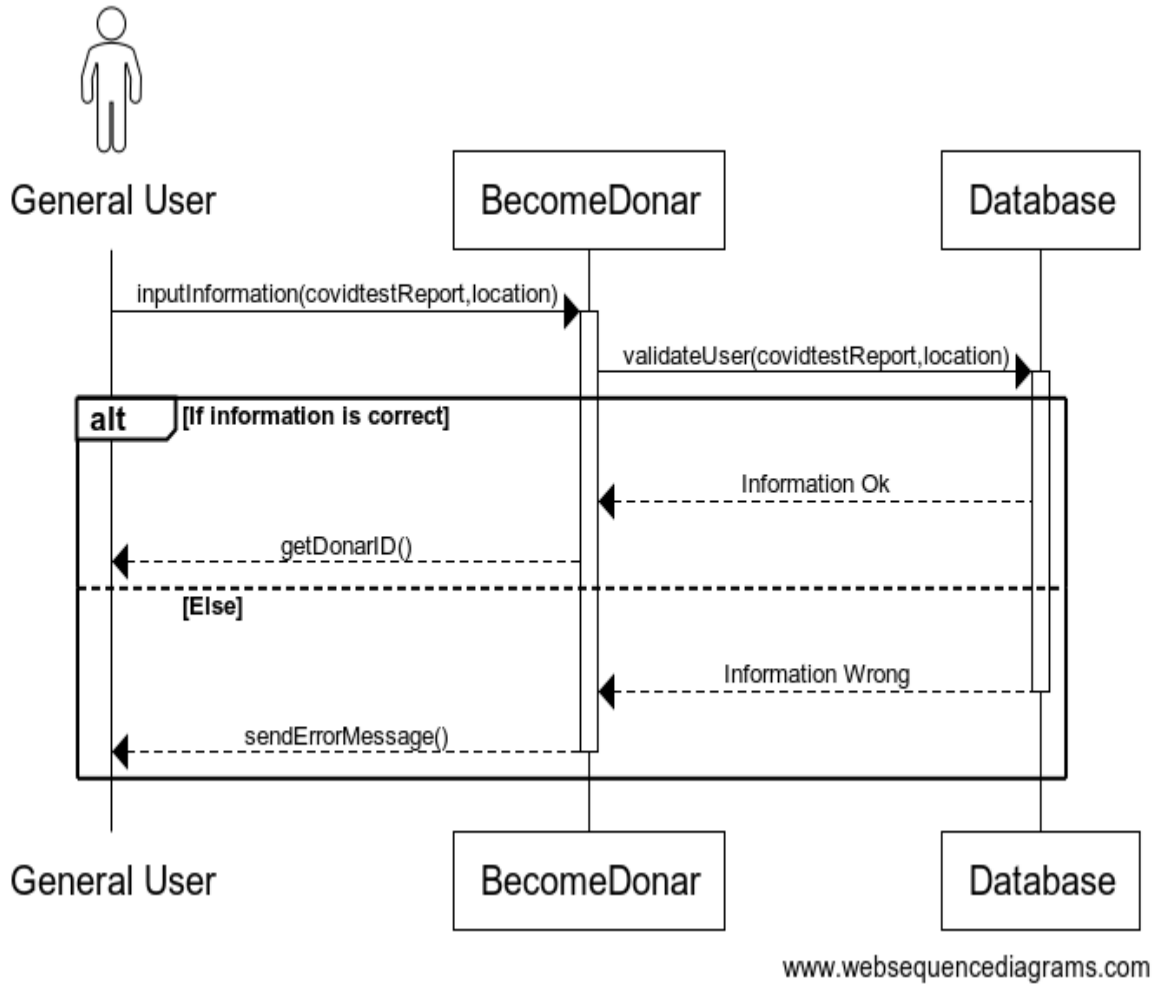 General User
BecomeDonar
Database
inputInformation(covidtestReport,location)
validateUser(covidtestReport,location)
alt
[If information is correct]
Information Ok
getDonarID()
[Else]
Information Wrong
sendErrorMessage()
General User
BecomeDonar
Database
www.websequencediagrams.com